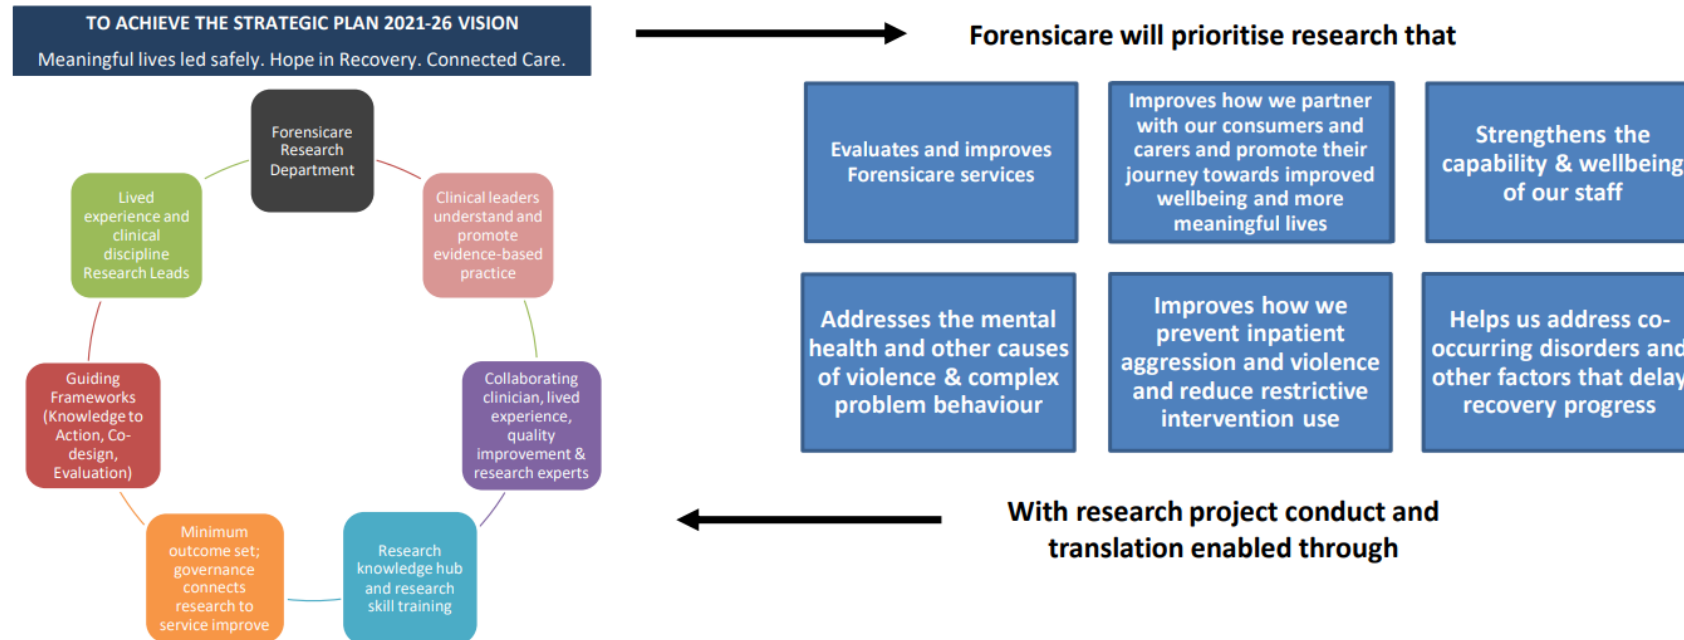 TO ACHIEVE THE STRATEGIC PLAN 2021-26 VISION
Meaningful lives led safely. Hope in Recovery. Connected Care.
Forensicare will prioritise research that
Forensicare
Research
Department
Clinical leaders
understand and
promote
evidence-based
practice
Collaborating
clinician, lived
experience,
quality
improvement &
research experts
Research
knowledge hub
and research
skill training
Minimum
outcome set;
governance
connects
research to
service improve
Guiding
Frameworks
(Knowledge to
Action, Co-
design,
Evaluation)
Lived
experience and
clinical
discipline
Research Leads
Evaluates and improves
Forensicare services
Improves how we partner
with our consumers and
carers and promote their
journey towards improved
wellbeing and more
meaningful lives
Strengthens the
capability & wellbeing
of our staff
Addresses the mental
health and other causes
of violence & complex
problem behaviour
Improves how we
prevent inpatient
aggression and violence
and reduce restrictive
intervention use
Helps us address co-
occurring disorders and
other factors that delay
recovery progress
With research project conduct and
translation enabled through